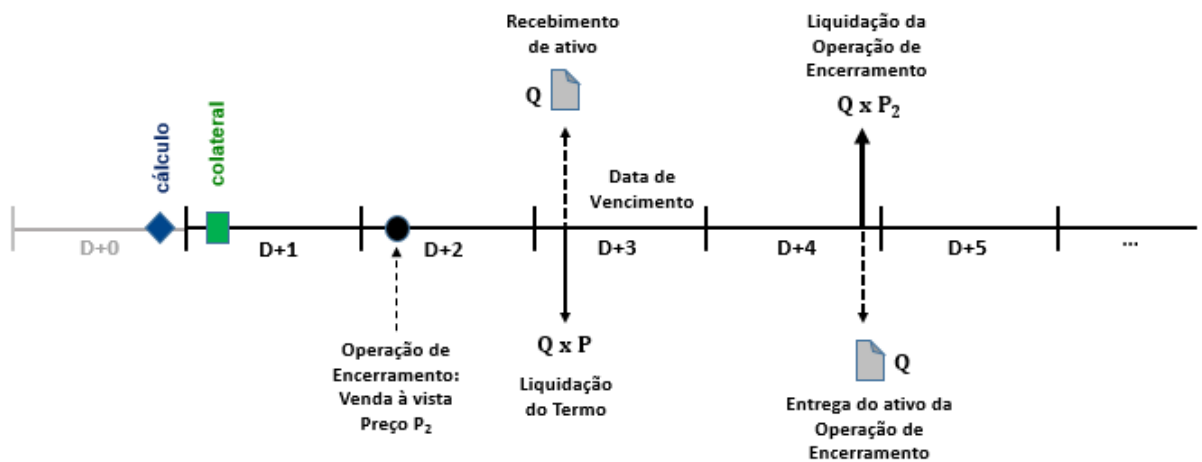 Recebimento
de ativo
Q
Liquidação da
Operação de
Encerramento
Q x P₂
cálculo
colateral
Data de
Vencimento
D+0
D+1
D+2
D+3
D+4
D+5
...
Operação de
Encerramento:
Venda à vista
Preço P₂
Q x P
Liquidação
do Termo
Q
Entrega do ativo da
Operação de
Encerramento